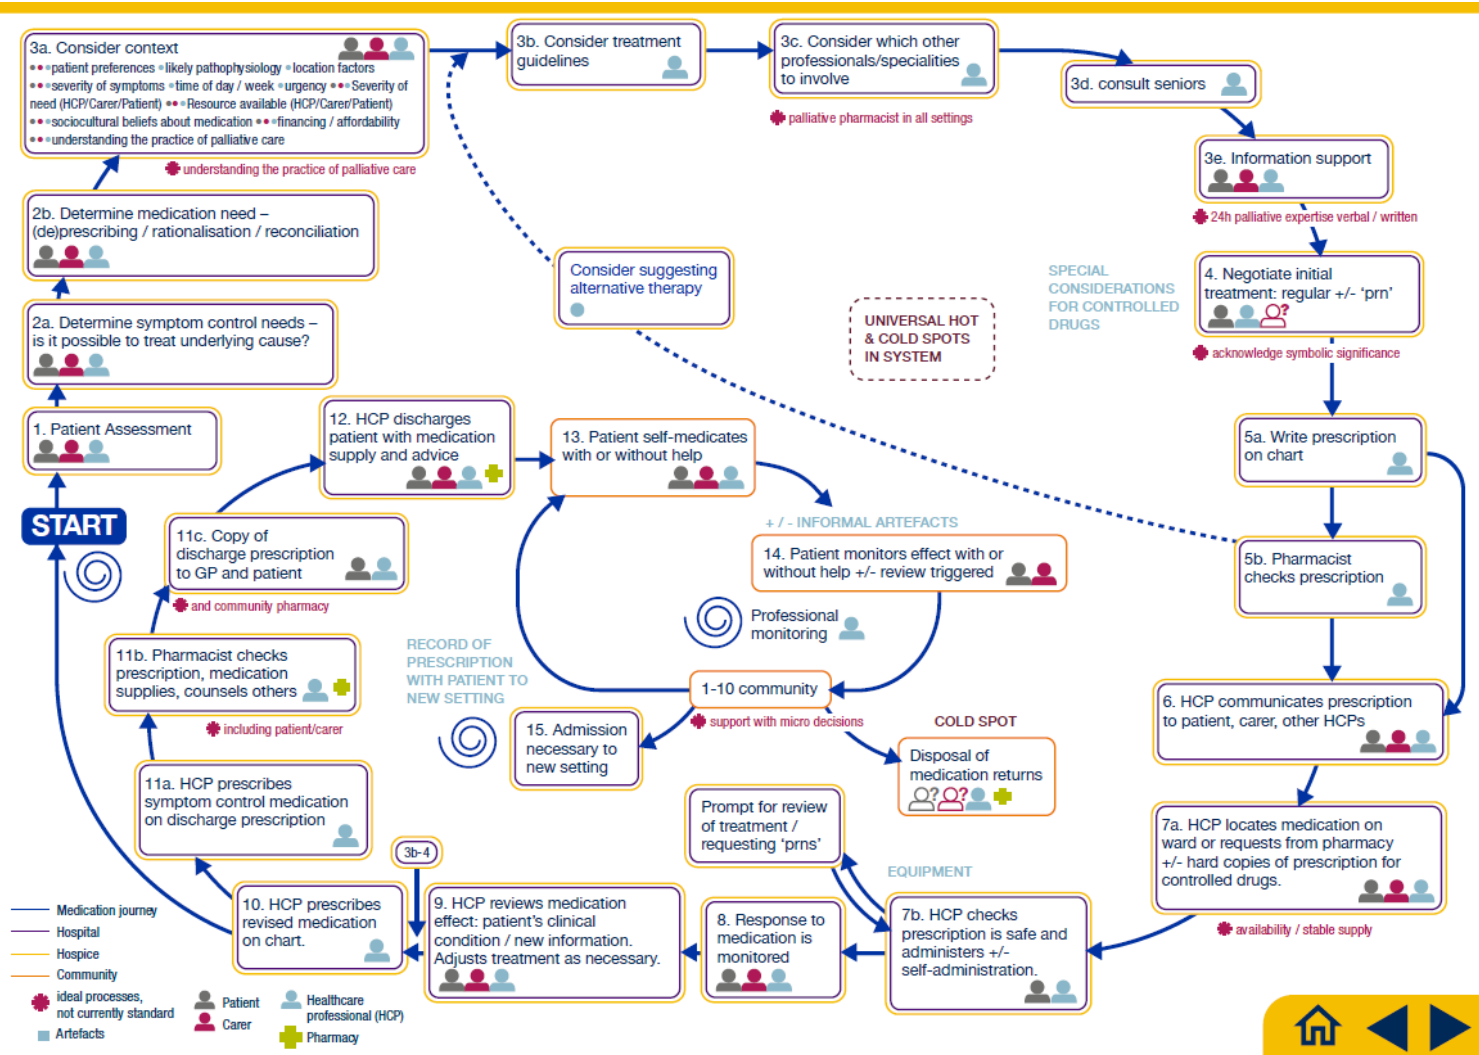 3a. Consider context
patient preferences likely pathophysiology location factors
severity of symptoms time of day / week urgency Severity of
need (HCP/Carer/Patient) Resource available (HCP/Carer/Patient)
sociocultural beliefs about medication financing / affordability
understanding the practice of palliative care
understanding the practice of palliative care
3b. Consider treatment
guidelines
3c. Consider which other
professionals/specialities
to involve
palliative pharmacist in all settings
3d. consult seniors
3e. Information support
24h palliative expertise verbal / written
2b. Determine medication need –
(de)prescribing / rationalisation / reconciliation
Consider suggesting
alternative therapy
SPECIAL
CONSIDERATIONS
FOR CONTROLLED
DRUGS
4. Negotiate initial
treatment: regular +/- ‘prn’
?
acknowledge symbolic significance
2a. Determine symptom control needs –
is it possible to treat underlying cause?
UNIVERSAL HOT
& COLD SPOTS
IN SYSTEM
1. Patient Assessment
START
12. HCP discharges
patient with medication
supply and advice
13. Patient self-medicates
with or without help
5a. Write prescription
on chart
5b. Pharmacist
checks prescription
11c. Copy of
discharge prescription
to GP and patient
and community pharmacy
+ / - INFORMAL ARTEFACTS
14. Patient monitors effect with or
without help +/- review triggered
Professional
monitoring
11b. Pharmacist checks
prescription, medication
supplies, counsels others
including patient/carer
RECORD OF
PRESCRIPTION
WITH PATIENT TO
NEW SETTING
1-10 community
support with micro decisions
15. Admission
necessary to
new setting
COLD SPOT
Disposal of
medication returns
? ?
6. HCP communicates prescription
to patient, carer, other HCPs
11a. HCP prescribes
symptom control medication
on discharge prescription
Prompt for review
of treatment /
requesting ‘prns’
7a. HCP locates medication on
ward or requests from pharmacy
+/- hard copies of prescription for
controlled drugs.
availability / stable supply
EQUIPMENT
7b. HCP checks
prescription is safe and
administers +/-
self-administration.
8. Response to
medication is
monitored
3b-4
9. HCP reviews medication
effect: patient’s clinical
condition / new information.
Adjusts treatment as necessary.
10. HCP prescribes
revised medication
on chart.
Medication journey
Hospital
Hospice
Community
ideal processes,
not currently standard
Artefacts
Patient
Carer
Healthcare
professional (HCP)
Pharmacy